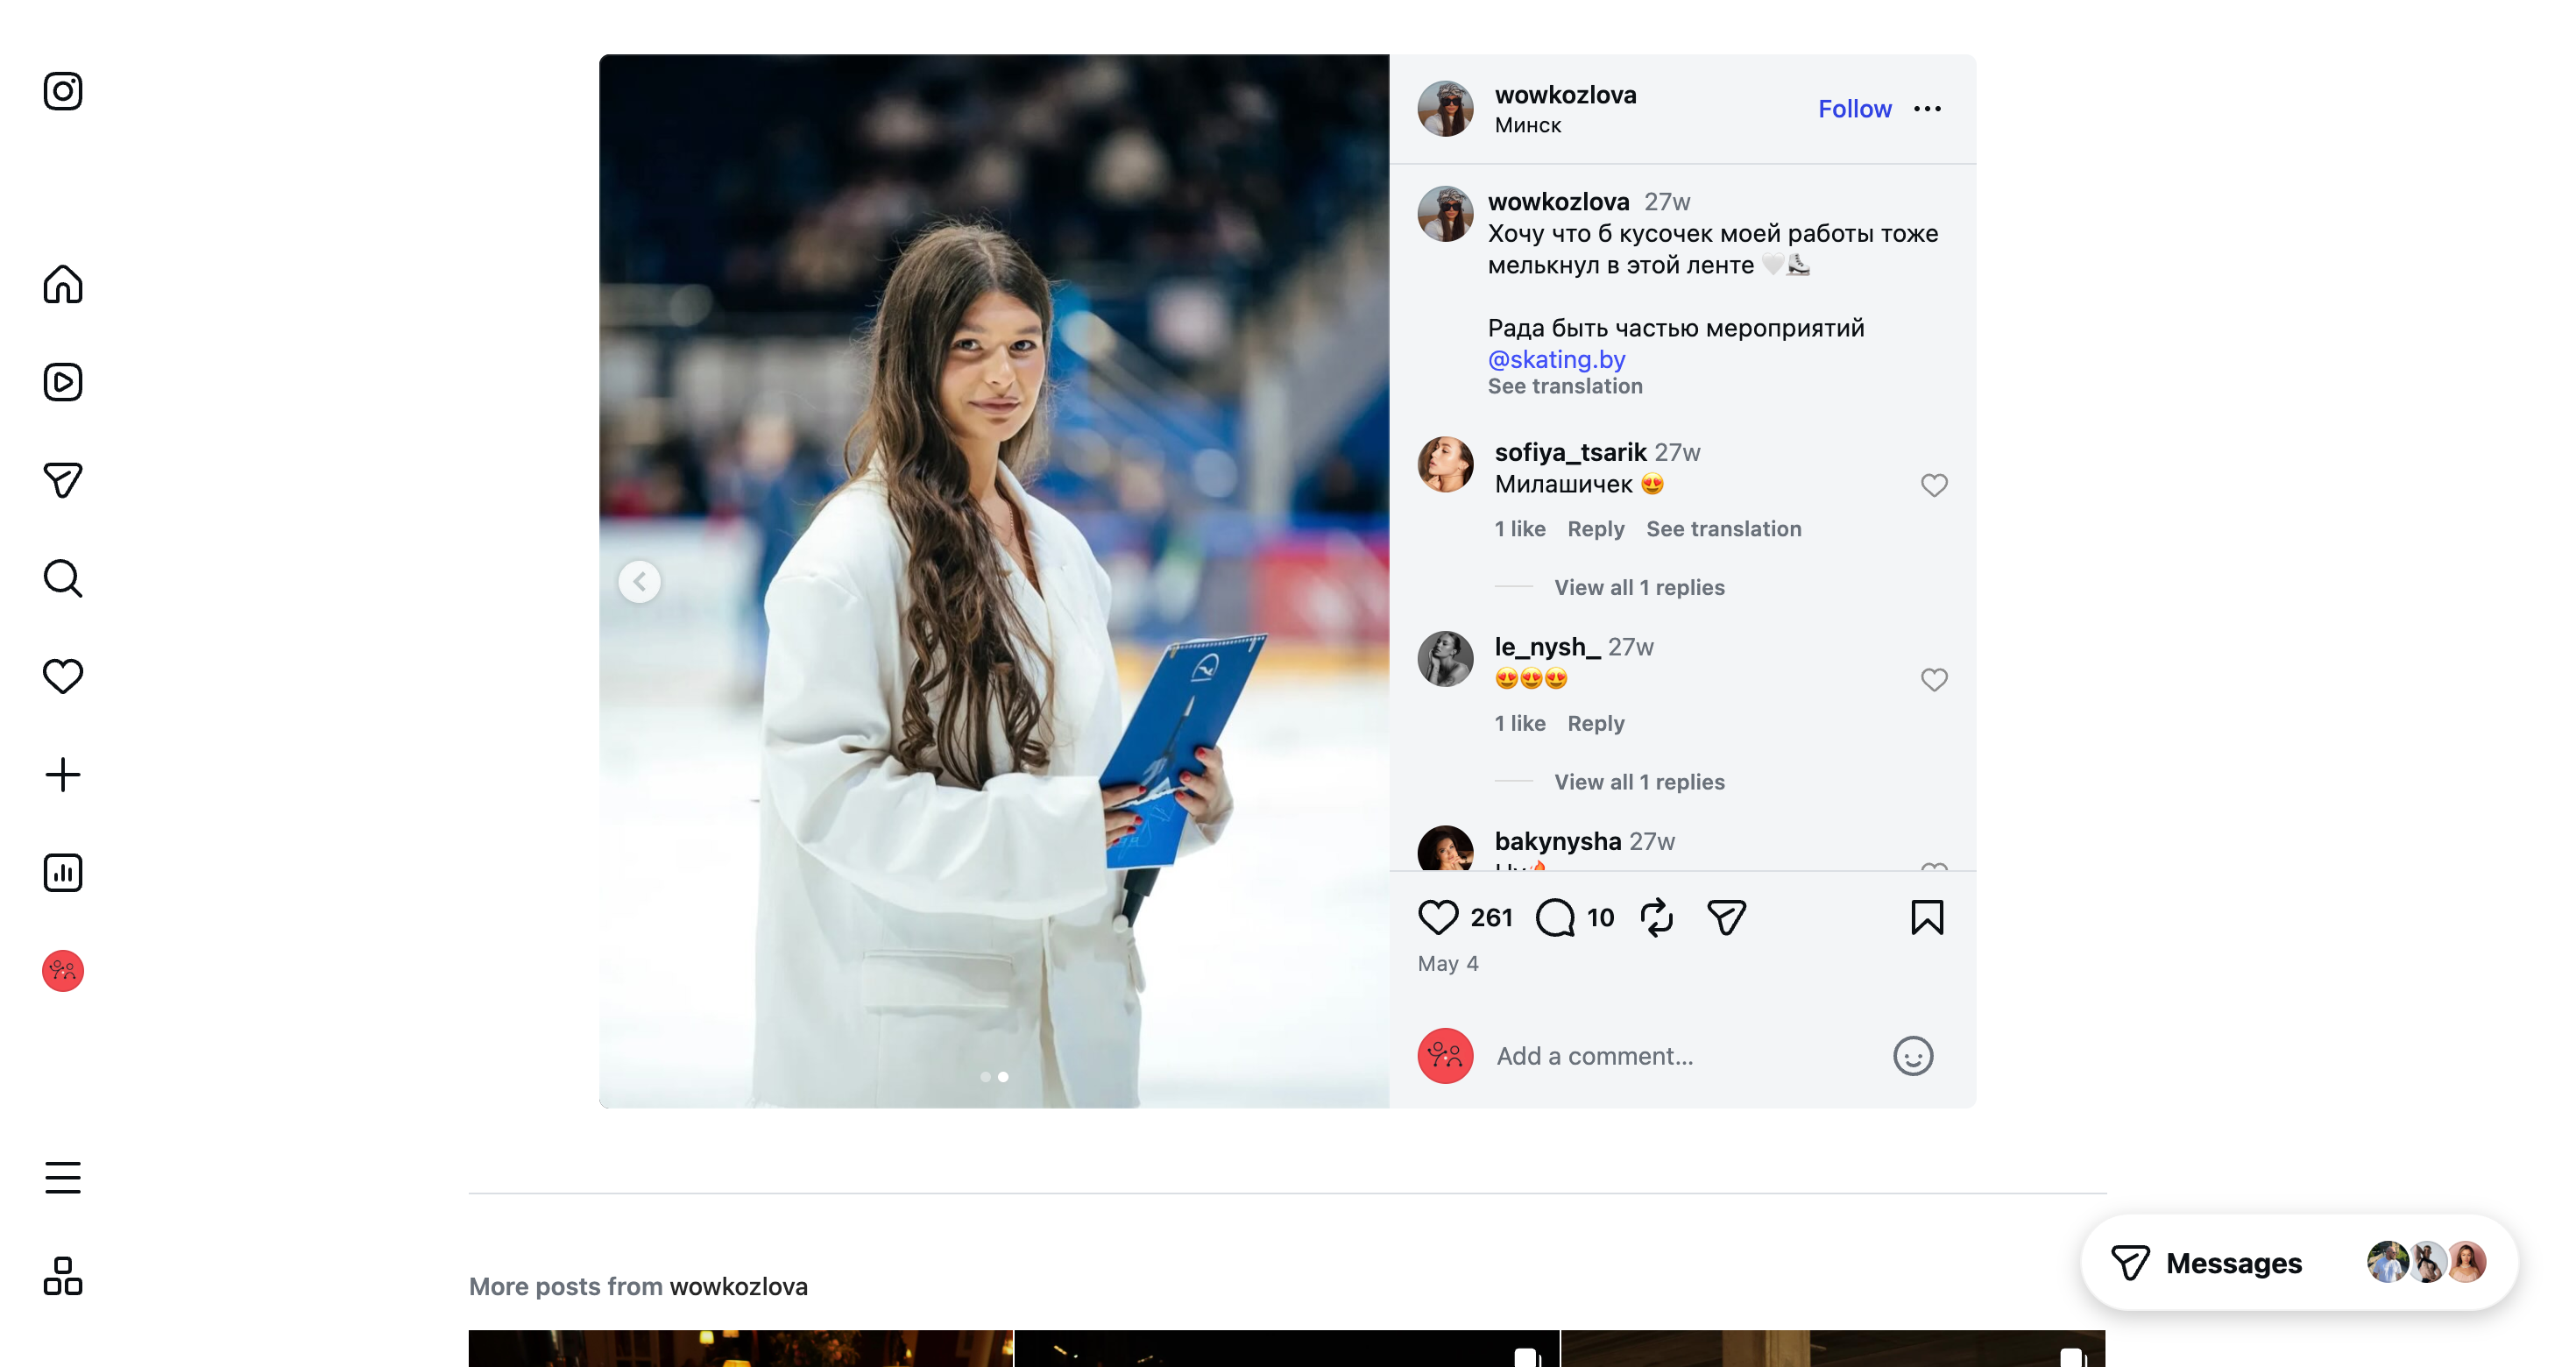 wowkozlova
Минск
Follow
wowkozlova 27w
Хочу что б кусочек моей работы тоже
мелькнул в этой ленте 🤍⛸️
Рада быть частью мероприятий
@skating.by
See translation
sofiya_tsarik 27w
Милашичек 😍
1 like Reply See translation
View all 1 replies
le_nysh_ 27w
😍😍😍
1 like Reply
View all 1 replies
bakynysha 27w
261 10
May 4
Add a comment...
More posts from wowkozlova
Messages